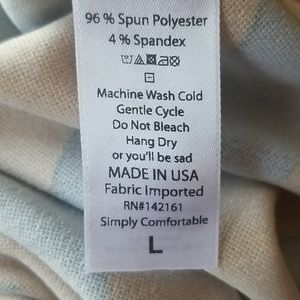 96 % Spun Polyester
4 % Spandex
Machine Wash Cold
Gentle Cycle
Do Not Bleach
Hang Dry
or you'll be sad
MADE IN USA
Fabric Imported
RN#142161
Simply Comfortable
L